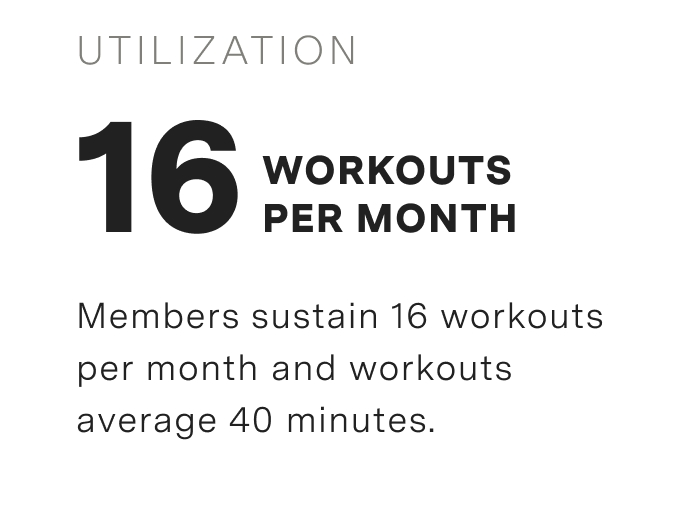 UTILIZATION
16 WORKOUTS
PER MONTH
Members sustain 16 workouts
per month and workouts
average 40 minutes.